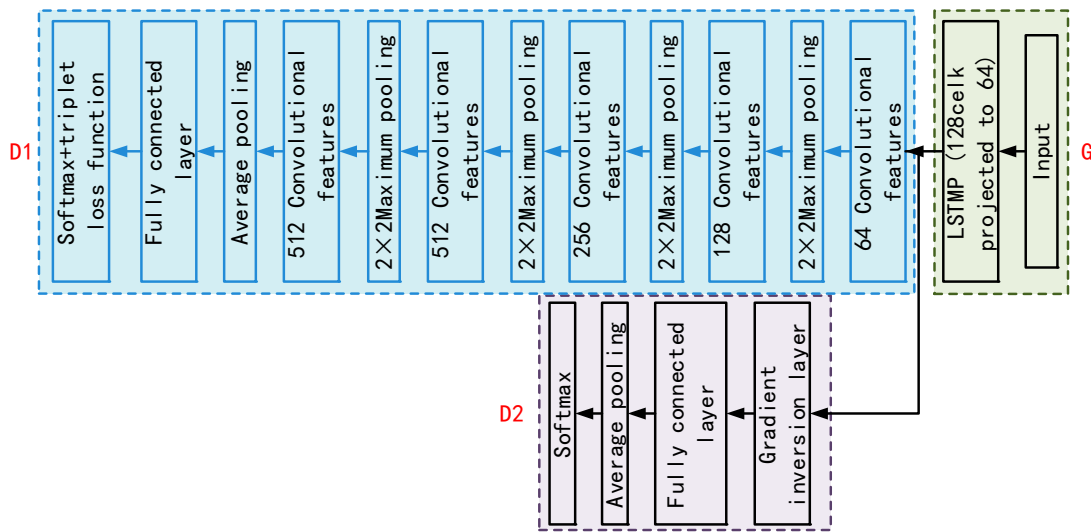 D1
Softmax+triplet
loss function
Fully connected
layer
Average pooling
512 Convolutional
features
2×2Maximum pooling
512 Convolutional
features
2×2Maximum pooling
256 Convolutional
features
2×2Maximum pooling
128 Convolutional
features
2×2Maximum pooling
64 Convolutional
features
LSTMP (128celk
projected to 64)
Input
G
D2
Softmax
Average pooling
Fully connected
layer
Gradient
inversion layer